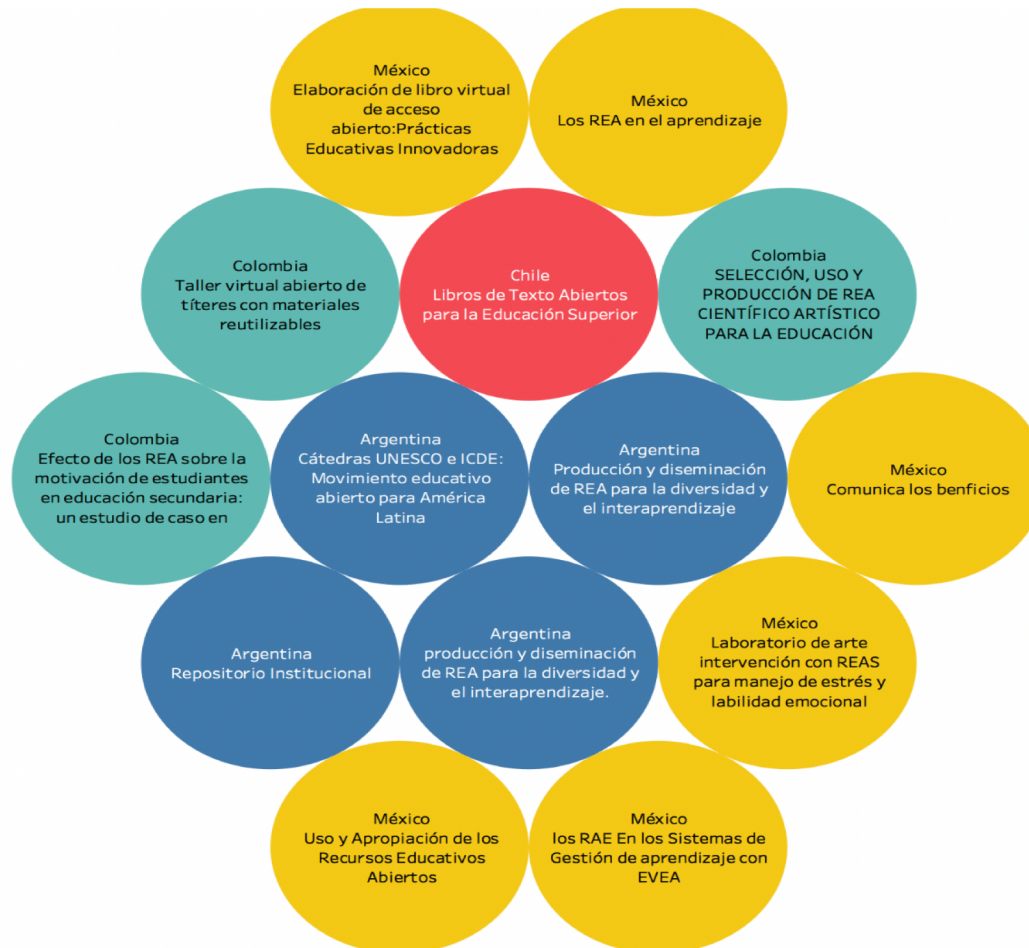 México
Elaboración de libro virtual
de acceso
abierto:Prácticas
Educativas Innovadoras
México
Los REA en el aprendizaje
Colombia
Taller virtual abierto de
títeres con materiales
reutilizables
Chile
Libros de Texto Abiertos
para la Educación Superior
Colombia
SELECCIÓN, USO Y
PRODUCCIÓN DE REA
CIENTÍFICO ARTÍSTICO
PARA LA EDUCACIÓN
Colombia
Efecto de los REA sobre la
motivación de estudiantes
en educación secundaria:
un estudio de caso en
Argentina
Cátedras UNESCO e ICDE:
Movimiento educativo
abierto para América
Latina
Argentina
Producción y diseminación
de REA para la diversidad y
el interaprendizaje
México
Comunica los benficios
Argentina
Repositorio Institucional
Argentina
producción y diseminación
de REA para la diversidad y
el interaprendizaje.
México
Laboratorio de arte
intervención con REAS
para manejo de estrés y
labilidad emocional
México
Uso y Apropiación de los
Recursos Educativos
Abiertos
México
los RAE En los Sistemas de
Gestión de aprendizaje con
EVEA